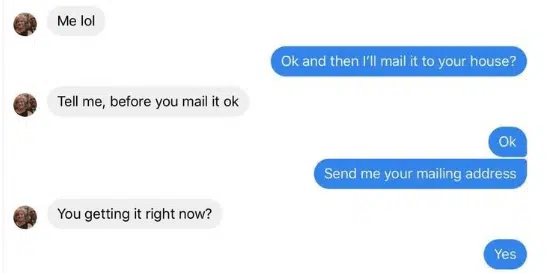 Me lol
Ok and then I'll mail it to your house?
Tell me, before you mail it ok
Ok
Send me your mailing address
You getting it right now?
Yes